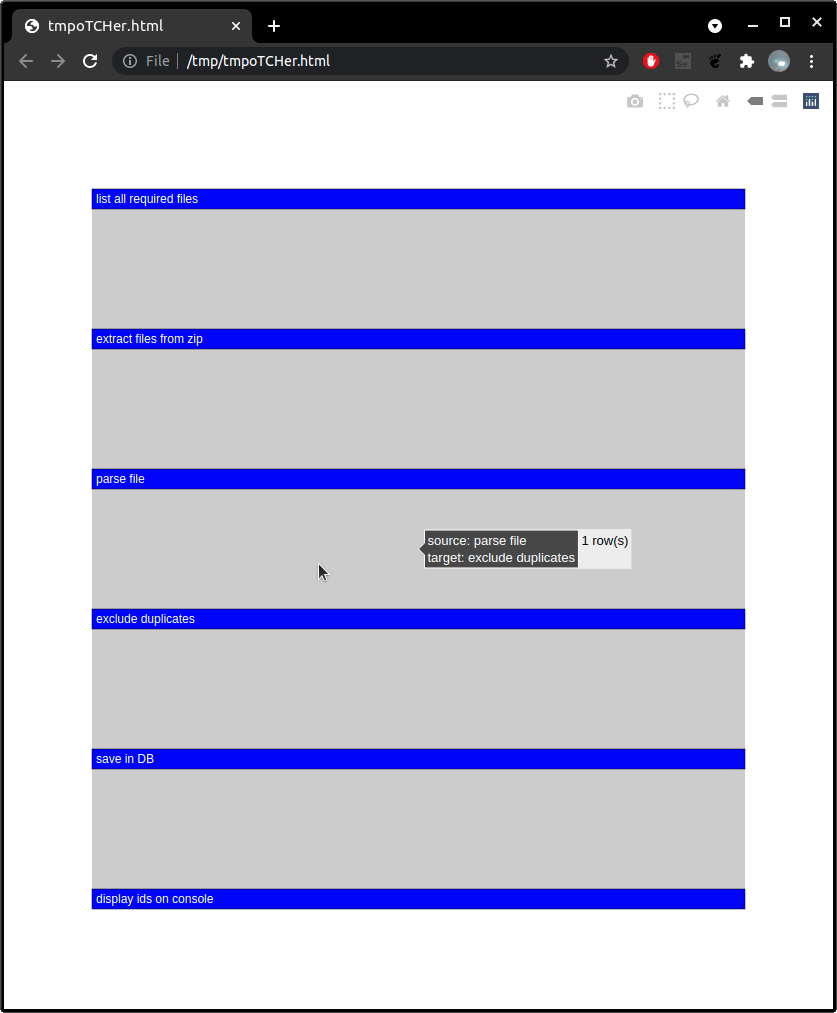 tmpoTCHer.html
File
/tmp/tmpoTCHer.html
list all required files
extract files from zip
parse file
source: parse file
1 row(s)
target: exclude duplicates
exclude duplicates
save in DB
display ids on console